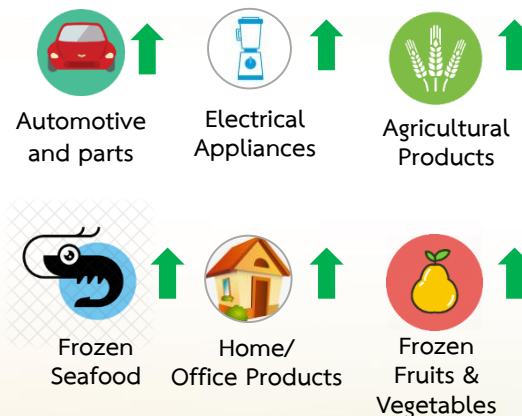 Automotive
and parts
Electrical
Appliances
Agricultural
Products
Frozen
Seafood
Home/
Office Products
Frozen
Fruits &
Vegetables